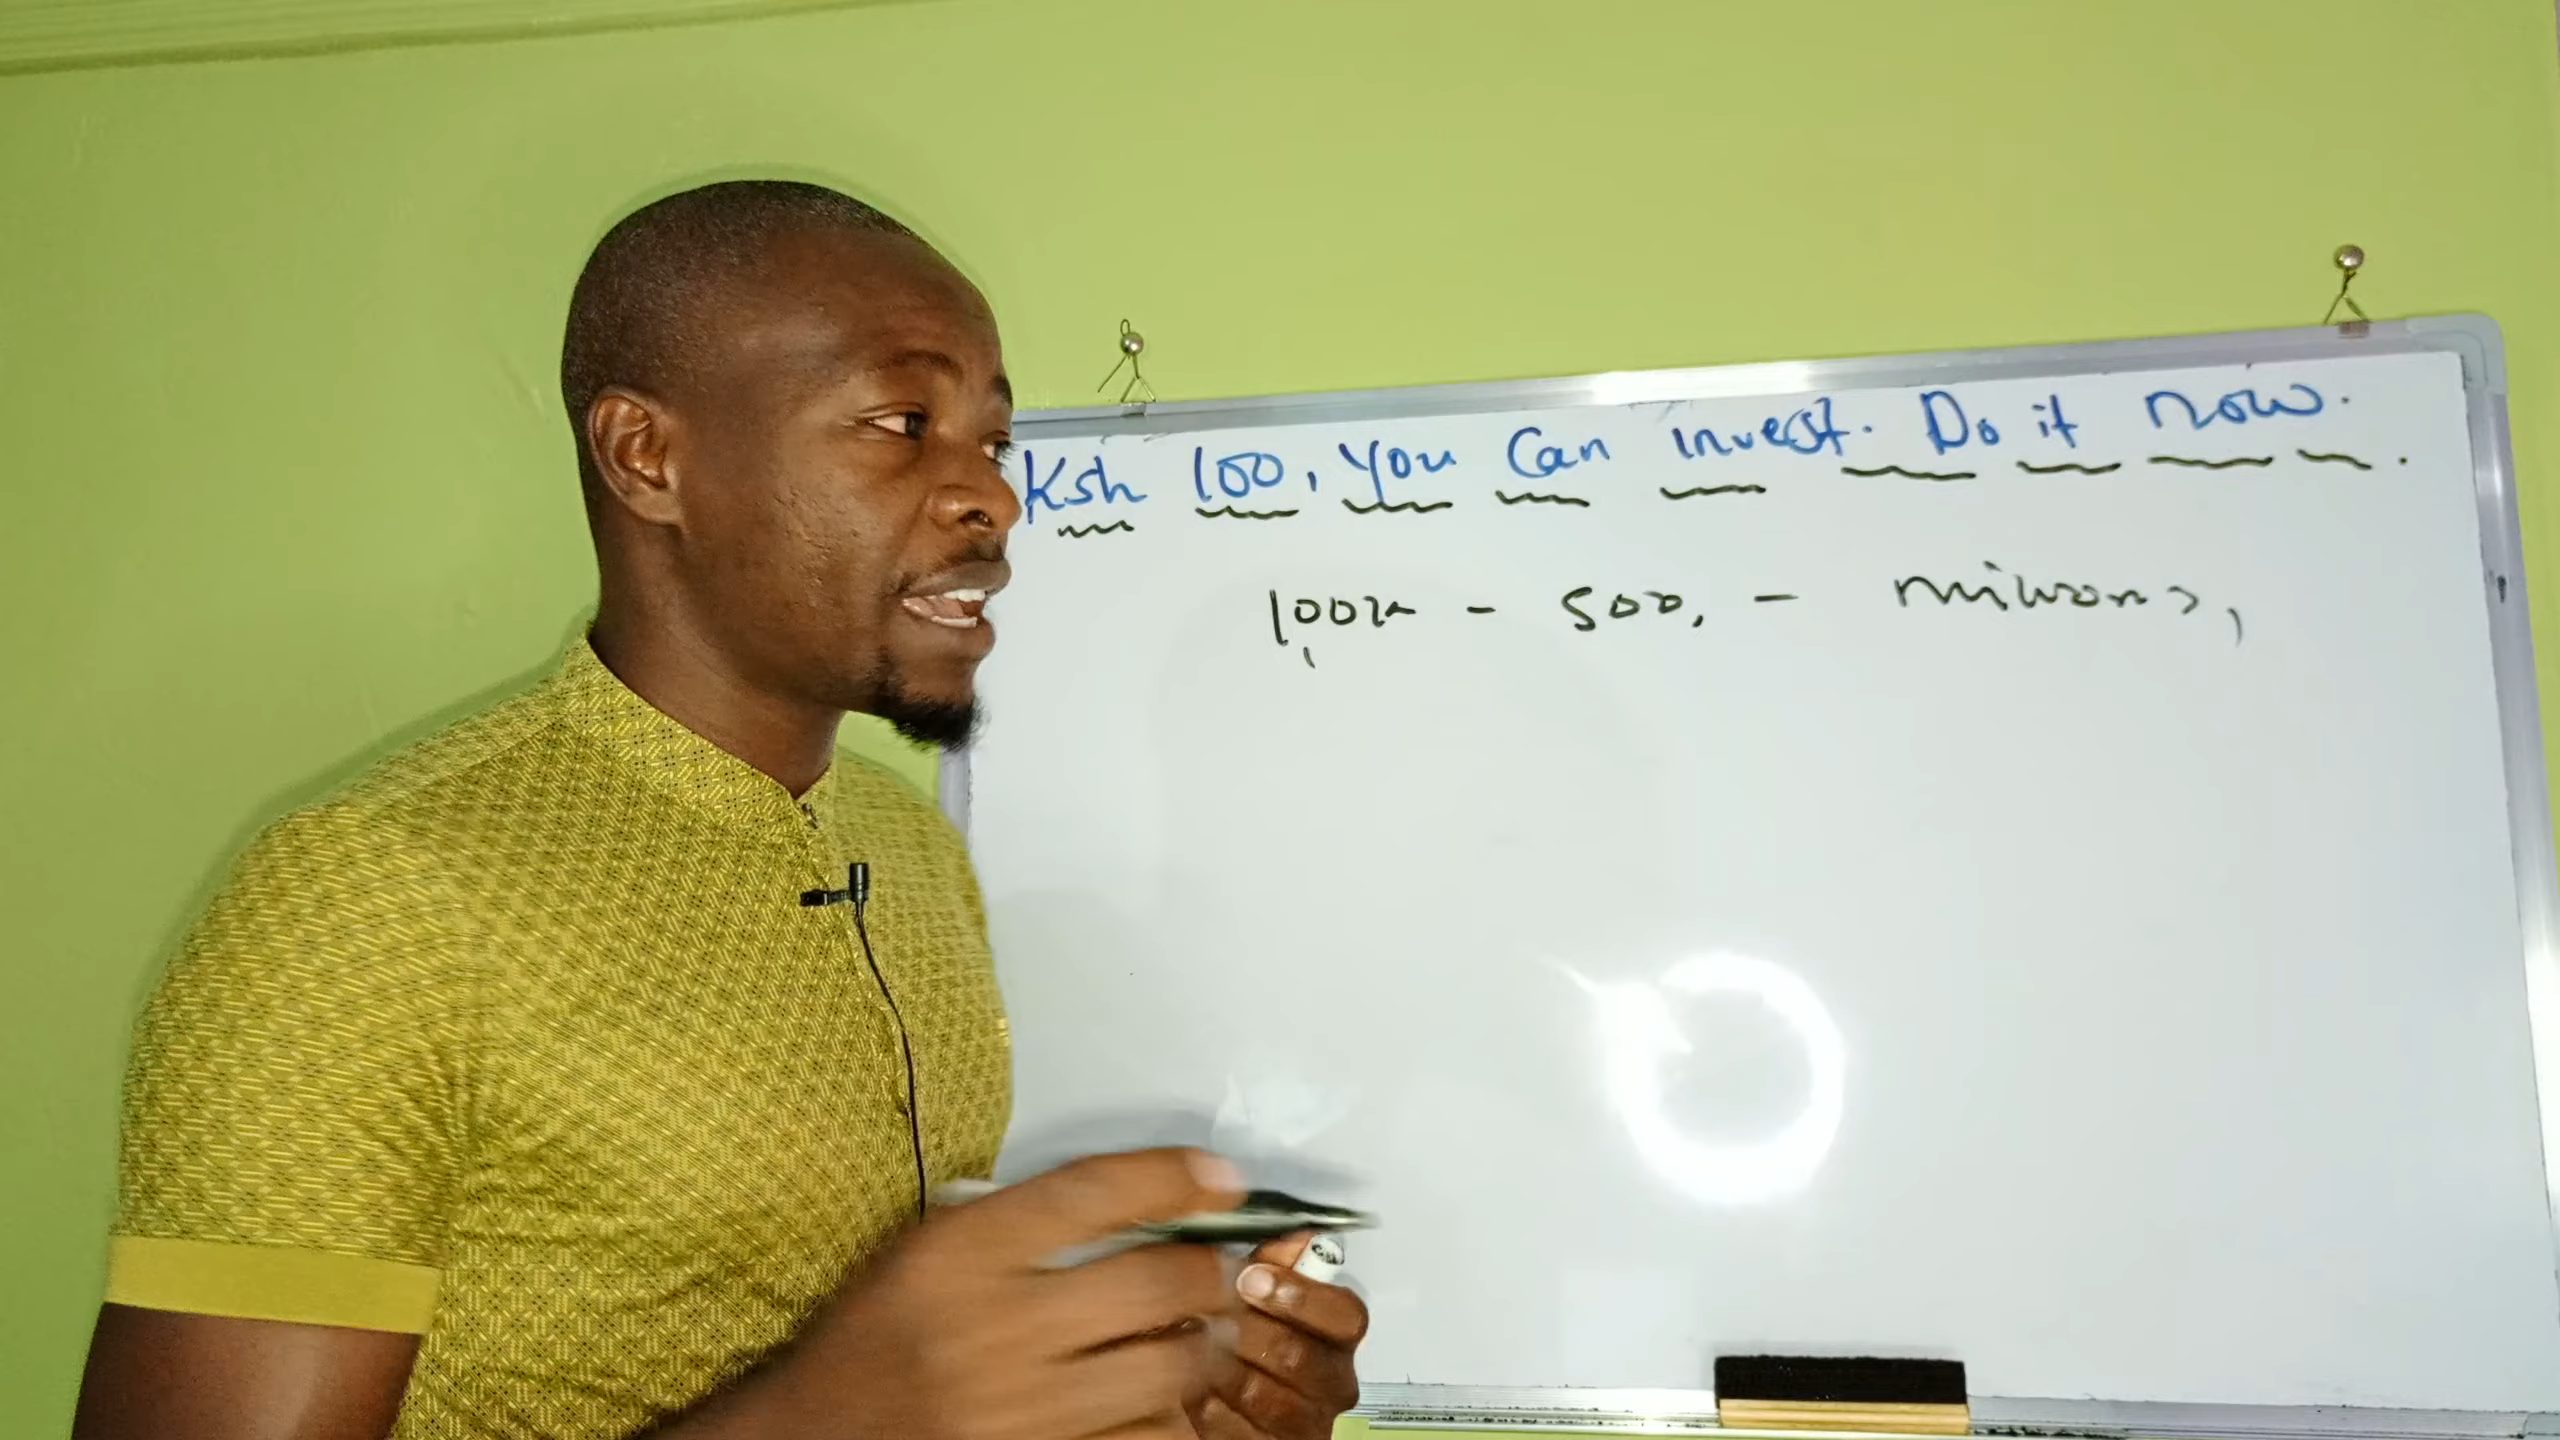 Ksh 100, You Can invest. Do it now.
100k - 500, - millions,